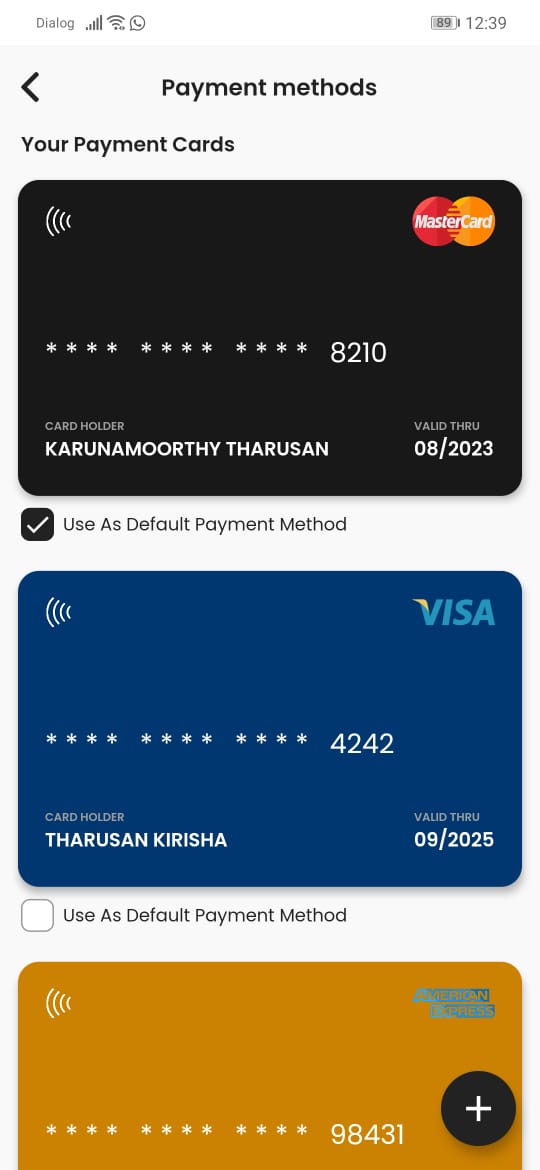 Dialog 89 12:39
Payment methods
Your Payment Cards
MasterCard
* * * * * * * * * * * * 8210
CARD HOLDER VALID THRU
KARUNAMOORTHY THARUSAN 08/2023
Use As Default Payment Method
VISA
* * * * * * * * * * * * 4242
CARD HOLDER VALID THRU
THARUSAN KIRISHA 09/2025
Use As Default Payment Method
AMERICAN
EXPRESS
* * * * * * * * * * * * 98431
+